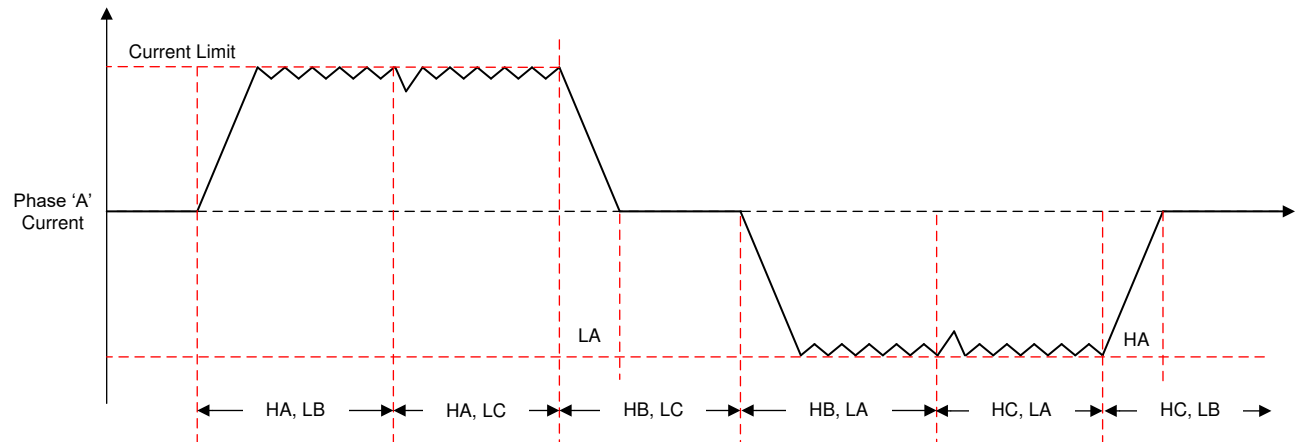 Current Limit
Phase ‘A’
Current
LA
HA
HA, LB
HA, LC
HB, LC
HB, LA
HC, LA
HC, LB